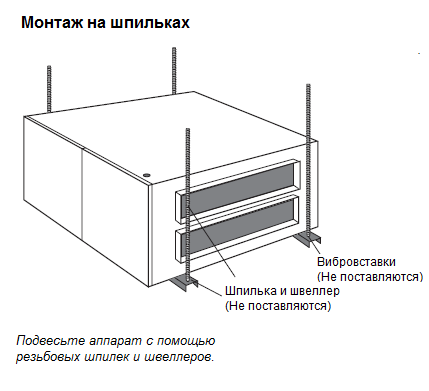 Монтаж на шпильках
Вибровставки
(Не поставляются)
Шпилька и швеллер
(Не поставляются)
Подвесьте аппарат с помощью
резьбовых шпилек и швеллеров.